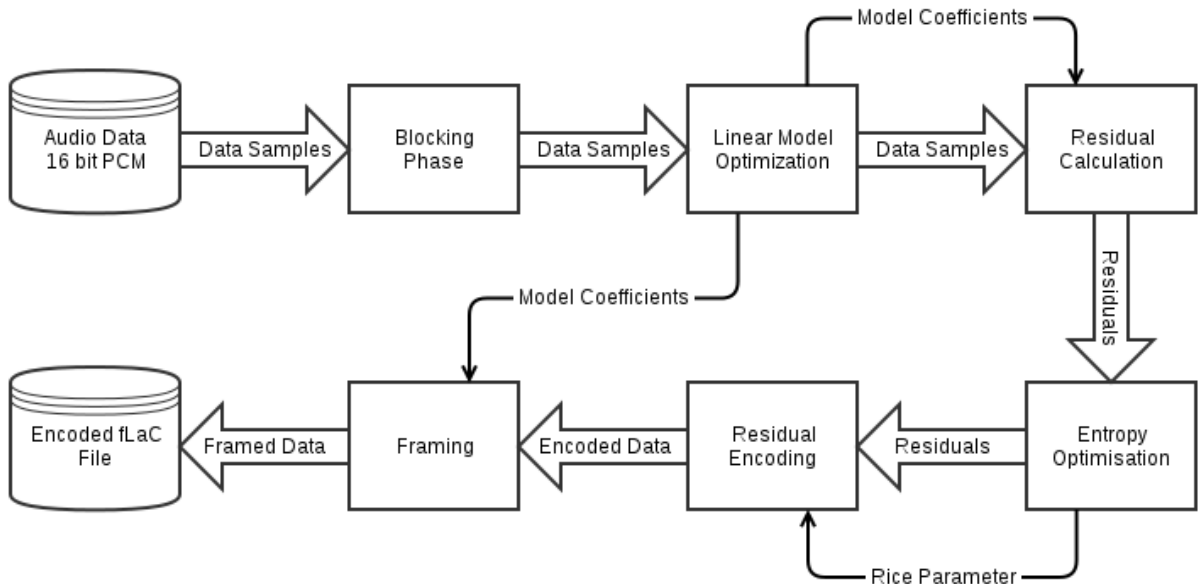 Model Coefficients
Audio Data
16 bit PCM
Data Samples
Blocking
Phase
Data Samples
Linear Model
Optimization
Data Samples
Residual
Calculation
Residuals
Model Coefficients
Encoded fLaC
File
Framed Data
Framing
Encoded Data
Residual
Encoding
Residuals
Entropy
Optimisation
Rice Parameter